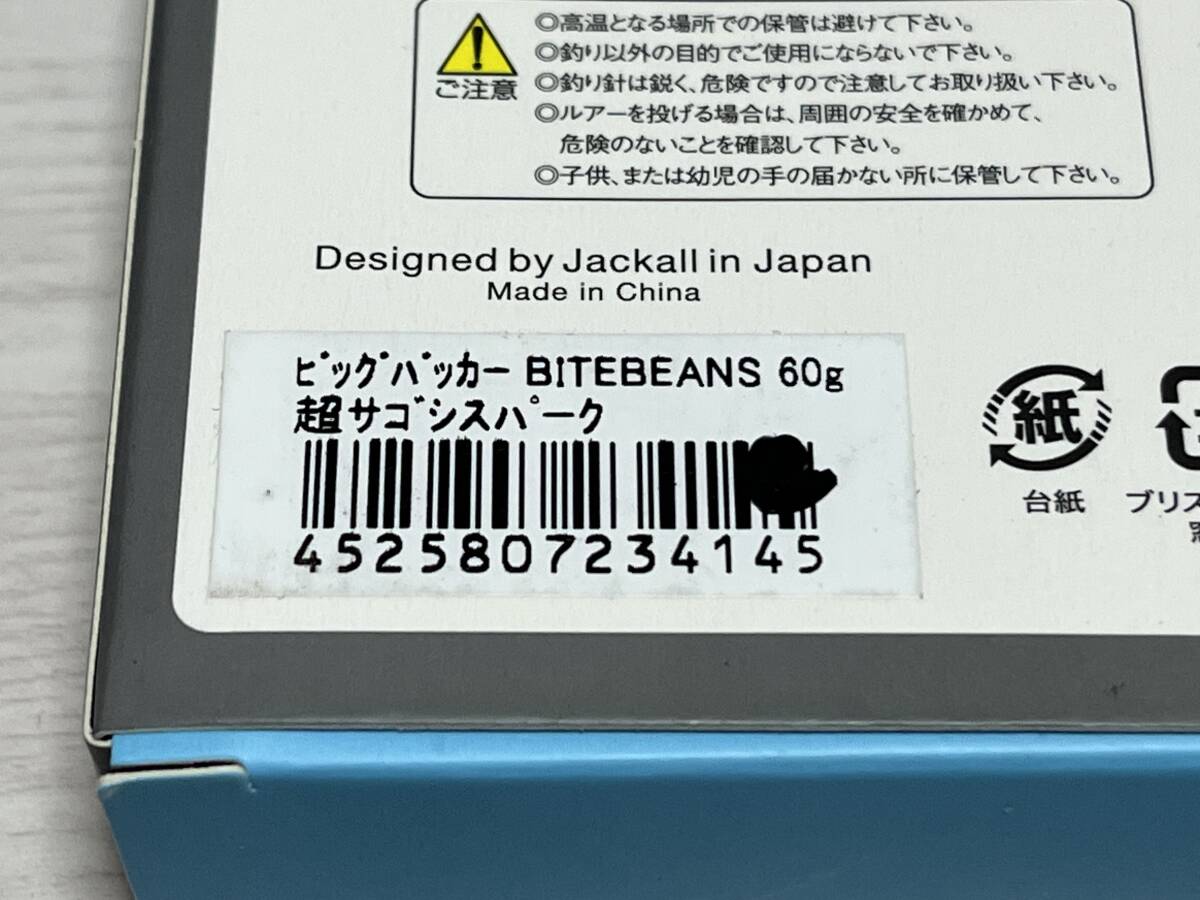 ◎高温となる場所での保管は避けて下さい。
◎釣り以外の目的でご使用にならないで下さい。
◎釣り針は鋭く、危険ですので注意してお取り扱い下さい。
◎ルアーを投げる場合は、周囲の安全を確かめて、
危険のないことを確認して下さい。
◎子供、または幼児の手の届かない所に保管して下さい。
ご注意
Designed by Jackall in Japan
Made in China
ﾋﾞッグバッカー BITEBEANS 60g
超サゴシスパーク
4525807234145
紙
台紙
ブリス